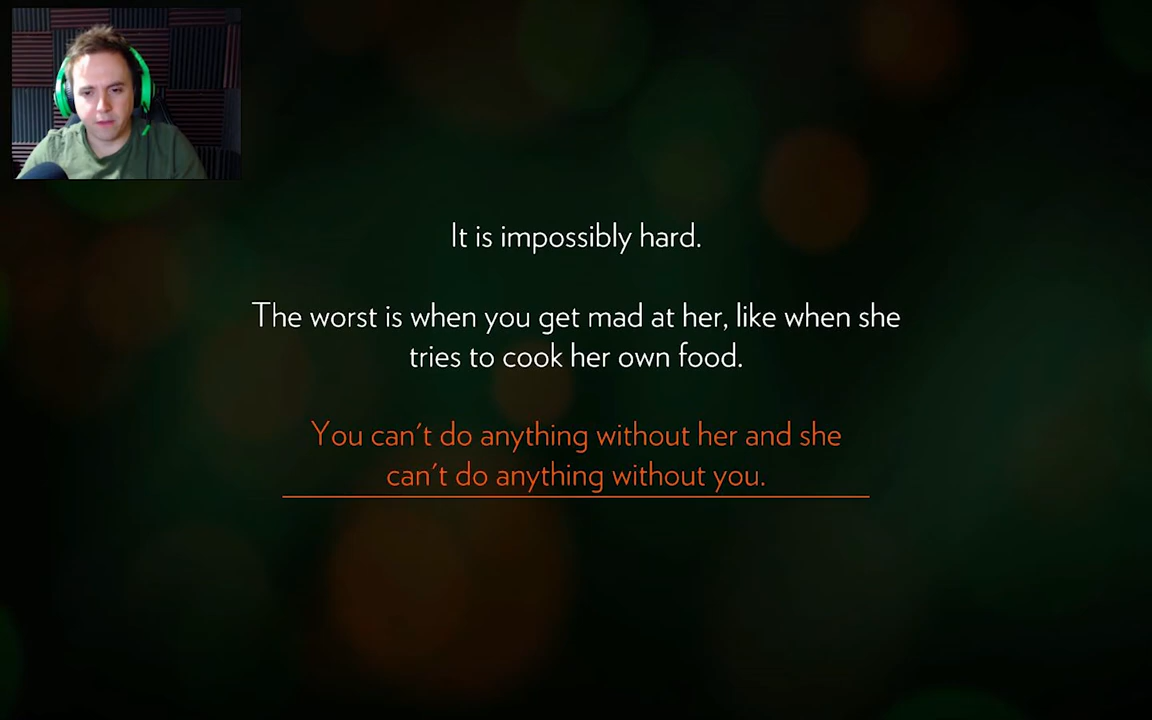 It is impossibly hard.
The worst is when you get mad at her, like when she
tries to cook her own food.
You can't do anything without her and she
can't do anything without you.